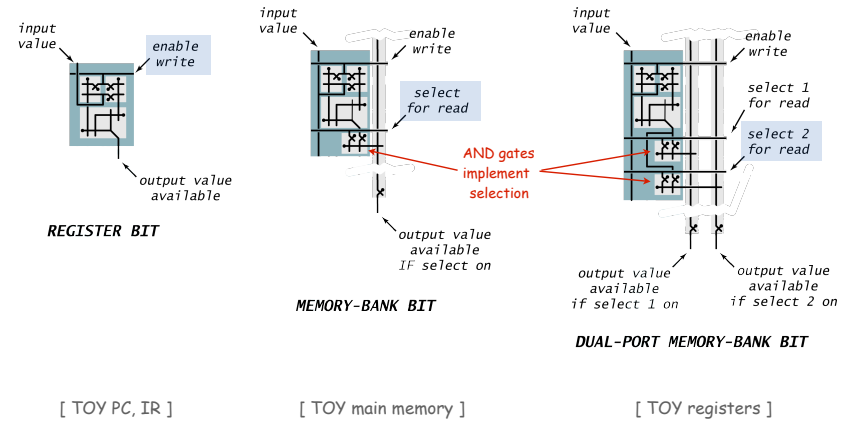 input
value
enable
write
output value
available
REGISTER BIT
[ TOY PC, IR ]
input
value
enable
write
select
for read
output value
available
IF select on
MEMORY-BANK BIT
[ TOY main memory ]
AND gates
implement
selection
input
value
enable
write
select 1
for read
select 2
for read
output value
available
if select 1 on
output value
available
if select 2 on
DUAL-PORT MEMORY-BANK BIT
[ TOY registers ]